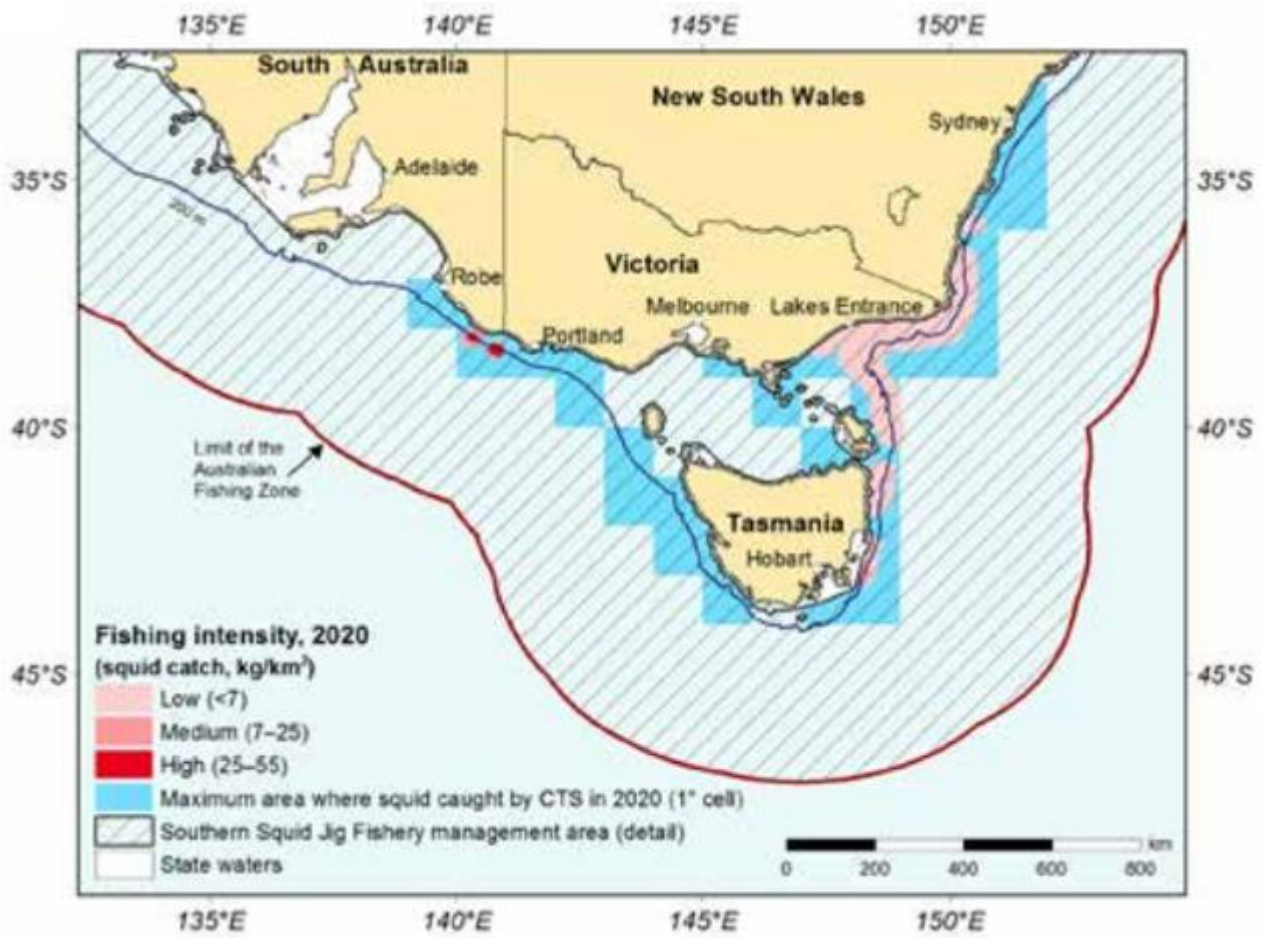 135°E 140°E 145°E 150°E
South Australia
New South Wales
Sydney
Adelaide
35°S 35°S
200 m
Victoria
Robe
Melbourne Lakes Entrance
Portland
40°S 40°S
Limit of the
Australian
Fishing Zone
Tasmania
Hobart
Fishing intensity, 2020
(squid catch, kg/km²)
45°S 45°S
Low (<7)
Medium (7–25)
High (25–55)
Maximum area where squid caught by CTS in 2020 (1° cell)
Southern Squid Jig Fishery management area (detail)
State waters
km
0 200 400 600 800
135°E 140°E 145°E 150°E